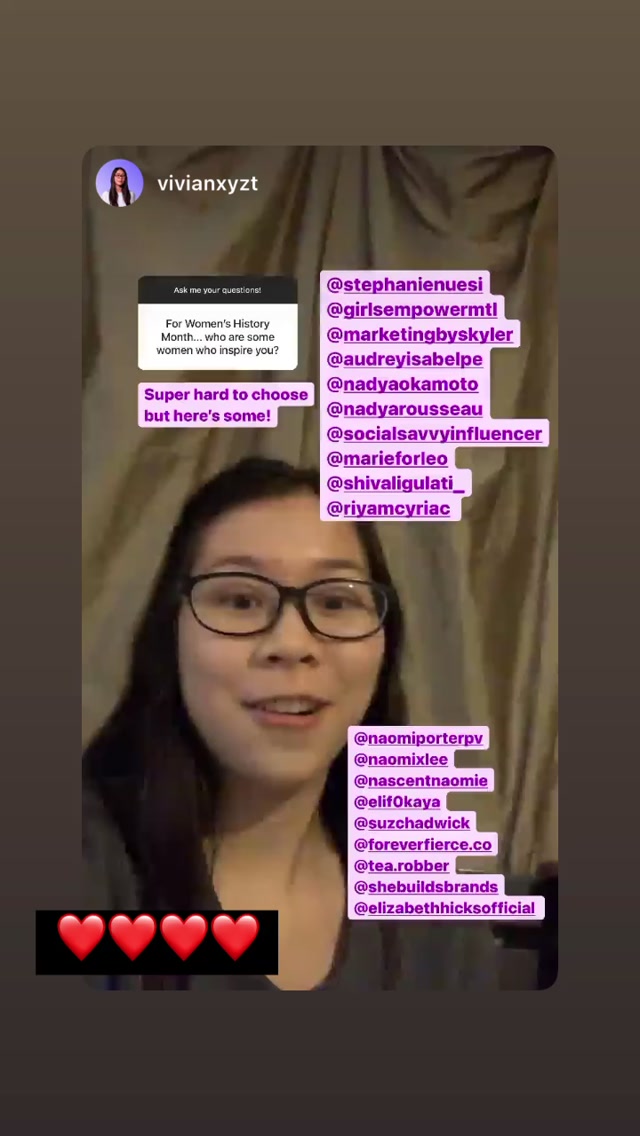 vivianxyzt
Ask me your questions!
For Women's History
Month... who are some
women who inspire you?
Super hard to choose
but here's some!
@stephanienuesi
@girlsempowermtl
@marketingbyskyler
@audreyisabelpe
@nadyaokamoto
@nadyarousseau
@socialsavvyinfluencer
@marieforleo
@shivaligulati_
@riyamcyriac
@naomiporterpv
@naomixlee
@nascentnaomie
@elif0kaya
@suzchadwick
@foreverfierce.co
@tea.robber
@shebuildsbrands
@elizabethhicksofficial